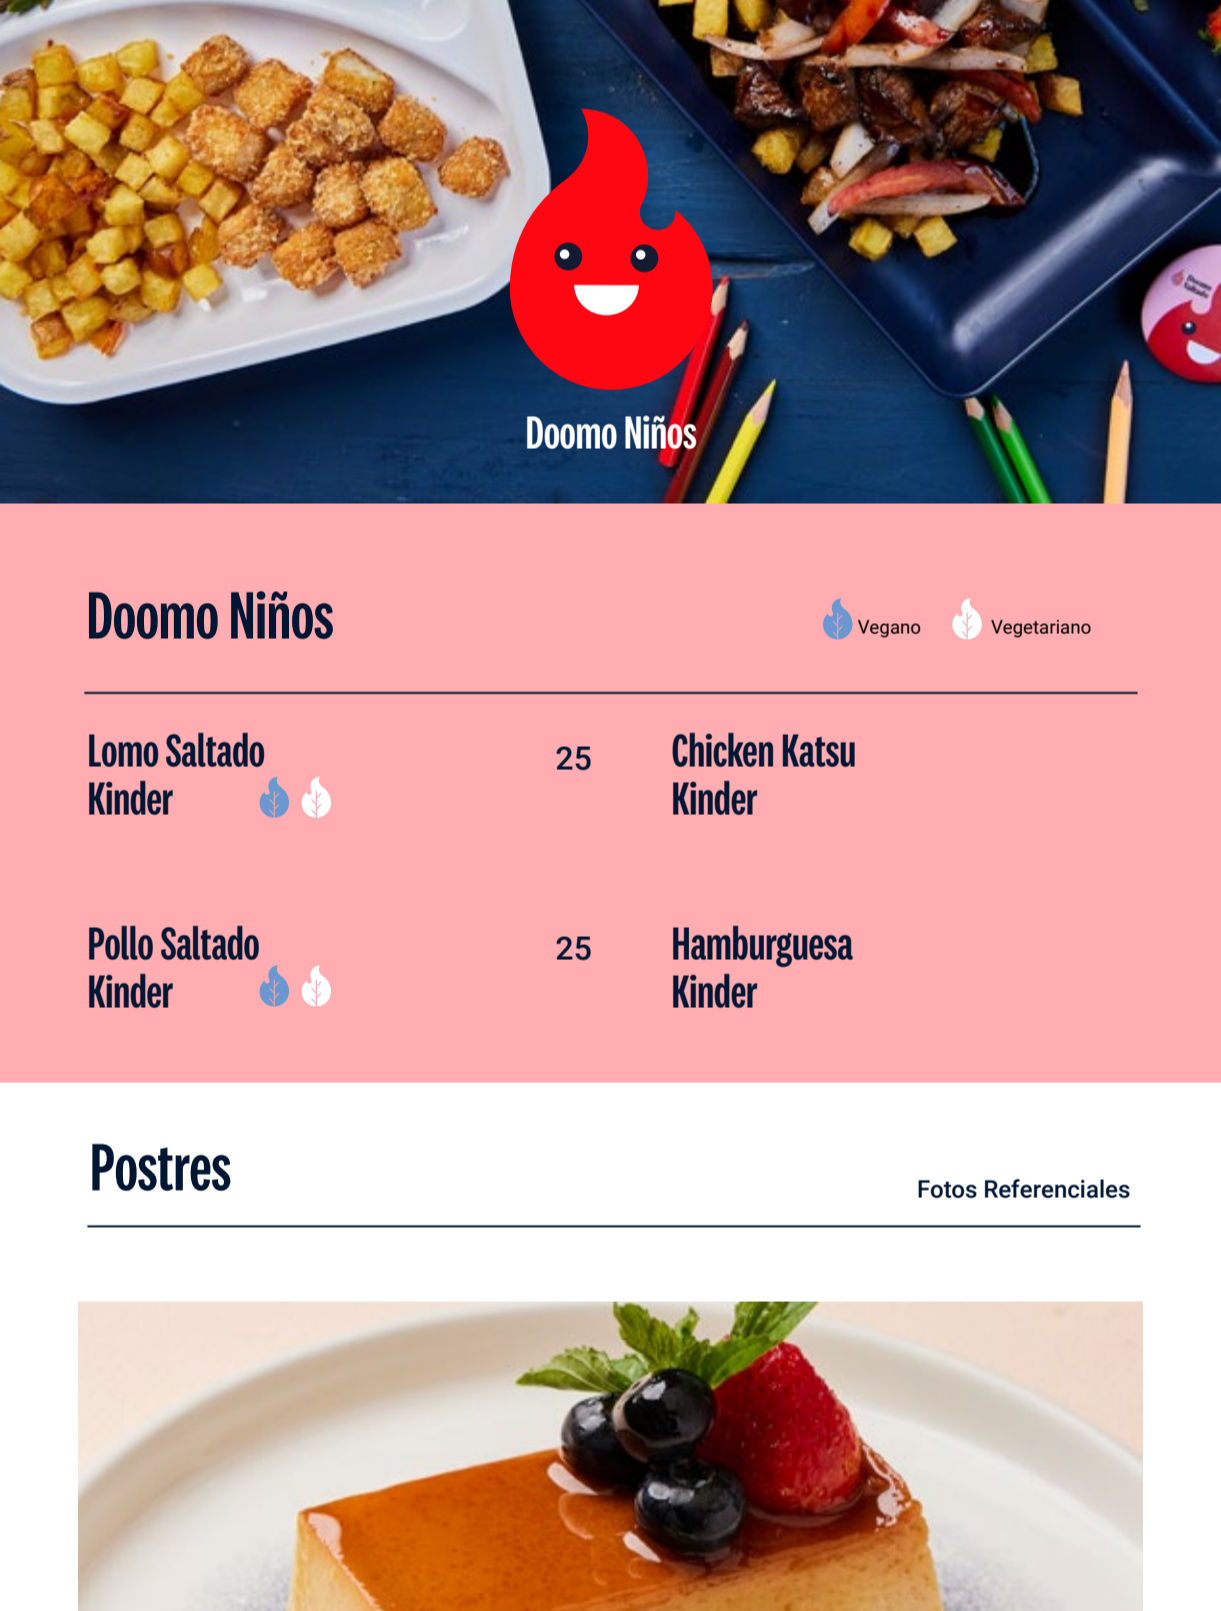 Doomo Niños
Doomo Niños
Vegano Vegetariano
Lomo Saltado
Kinder
25
Chicken Katsu
Kinder
Pollo Saltado
Kinder
25
Hamburguesa
Kinder
Postres
Fotos Referenciales